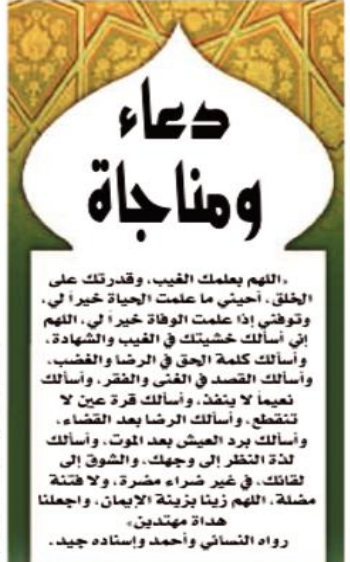 دعاء
ومناجاة
«اللهم بعلمك الغيب، وقدرتك على
الخلق، أحيني ما علمت الحياة خيراً لي،
وتوفني إذا علمت الوفاة خيراً لي، اللهم
إني أسألك خشيتك في الغيب والشهادة،
وأسألك كلمة الحق في الرضا والغضب،
وأسألك القصد في الغنى والفقر، وأسألك
نعيماً لا ينفذ، وأسألك قرة عين لا
تنقطع، وأسألك الرضا بعد القضاء،
وأسألك برد العيش بعد الموت، وأسألك
لذة النظر إلى وجهك، والشوق إلى
لقائك، في غير ضراء مضرة، ولا فتنة
مضلة، اللهم زينا بزينة الإيمان، واجعلنا
هداة مهتدين»
رواه النسائي وأحمد وإسناده جيد.